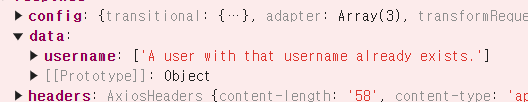 ▶ config: {transitional: {…}, adapter: Array(3), transformReque
▼ data:
▶ username: ['A user with that username already exists.']
▶ [[Prototype]]: Object
▶ headers: AxiosHeaders {content-length: '58', content-type: 'ap